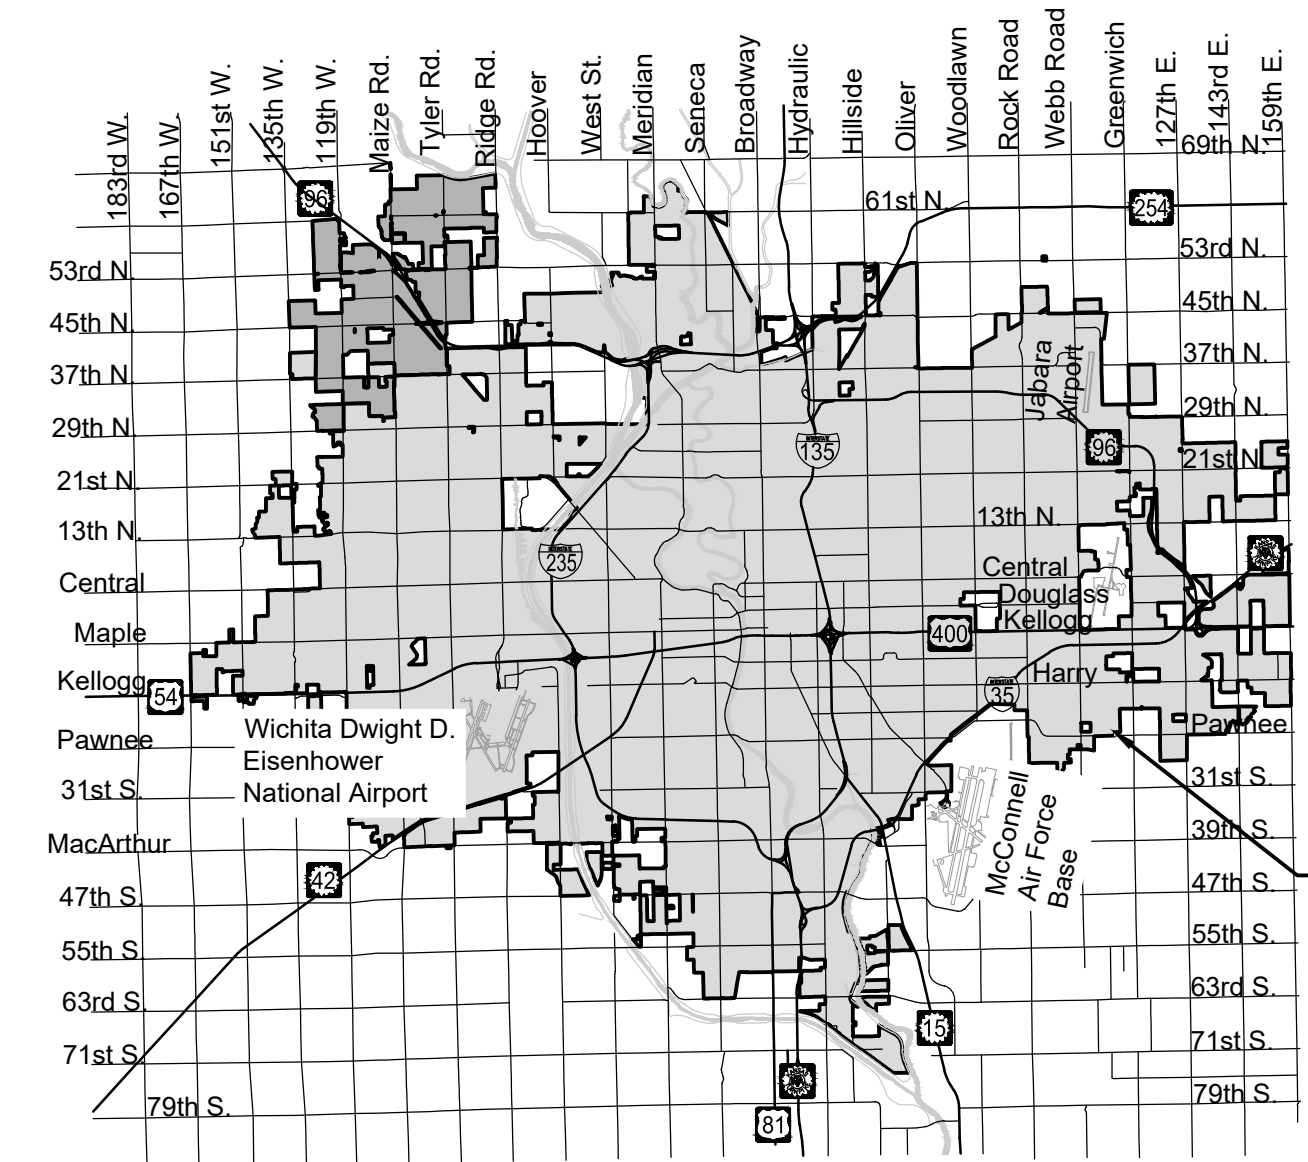 183rd W.
167th W.
151st W.
135th W.
119th W.
Maize Rd.
Tyler Rd.
Ridge Rd.
Hoover
West St.
Meridian
Seneca
Broadway
Hydraulic
Hillside
Oliver
Woodlawn
Rock Road
Webb Road
Greenwich
127th E.
143rd E.
159th E.
69th N.
96
61st N.
254
53rd N.
53rd N.
45th N.
45th N.
37th N.
37th N.
Jabara
Airport
29th N.
29th N.
INTERSTATE
135
96
21st N
21st N.
13th N.
13th N.
INTERSTATE
235
Central
Central
Douglass
Kellogg
400
Maple
Kellogg
54
Harry
INTERSTATE
35
Pawnee
Pawnee
Wichita Dwight D.
Eisenhower
National Airport
31st S.
31st S.
McConnell
Air Force
Base
MacArthur
39th S.
42
47th S.
47th S.
55th S.
55th S.
63rd S.
63rd S.
15
71st S.
71st S.
79th S.
79th S.
81